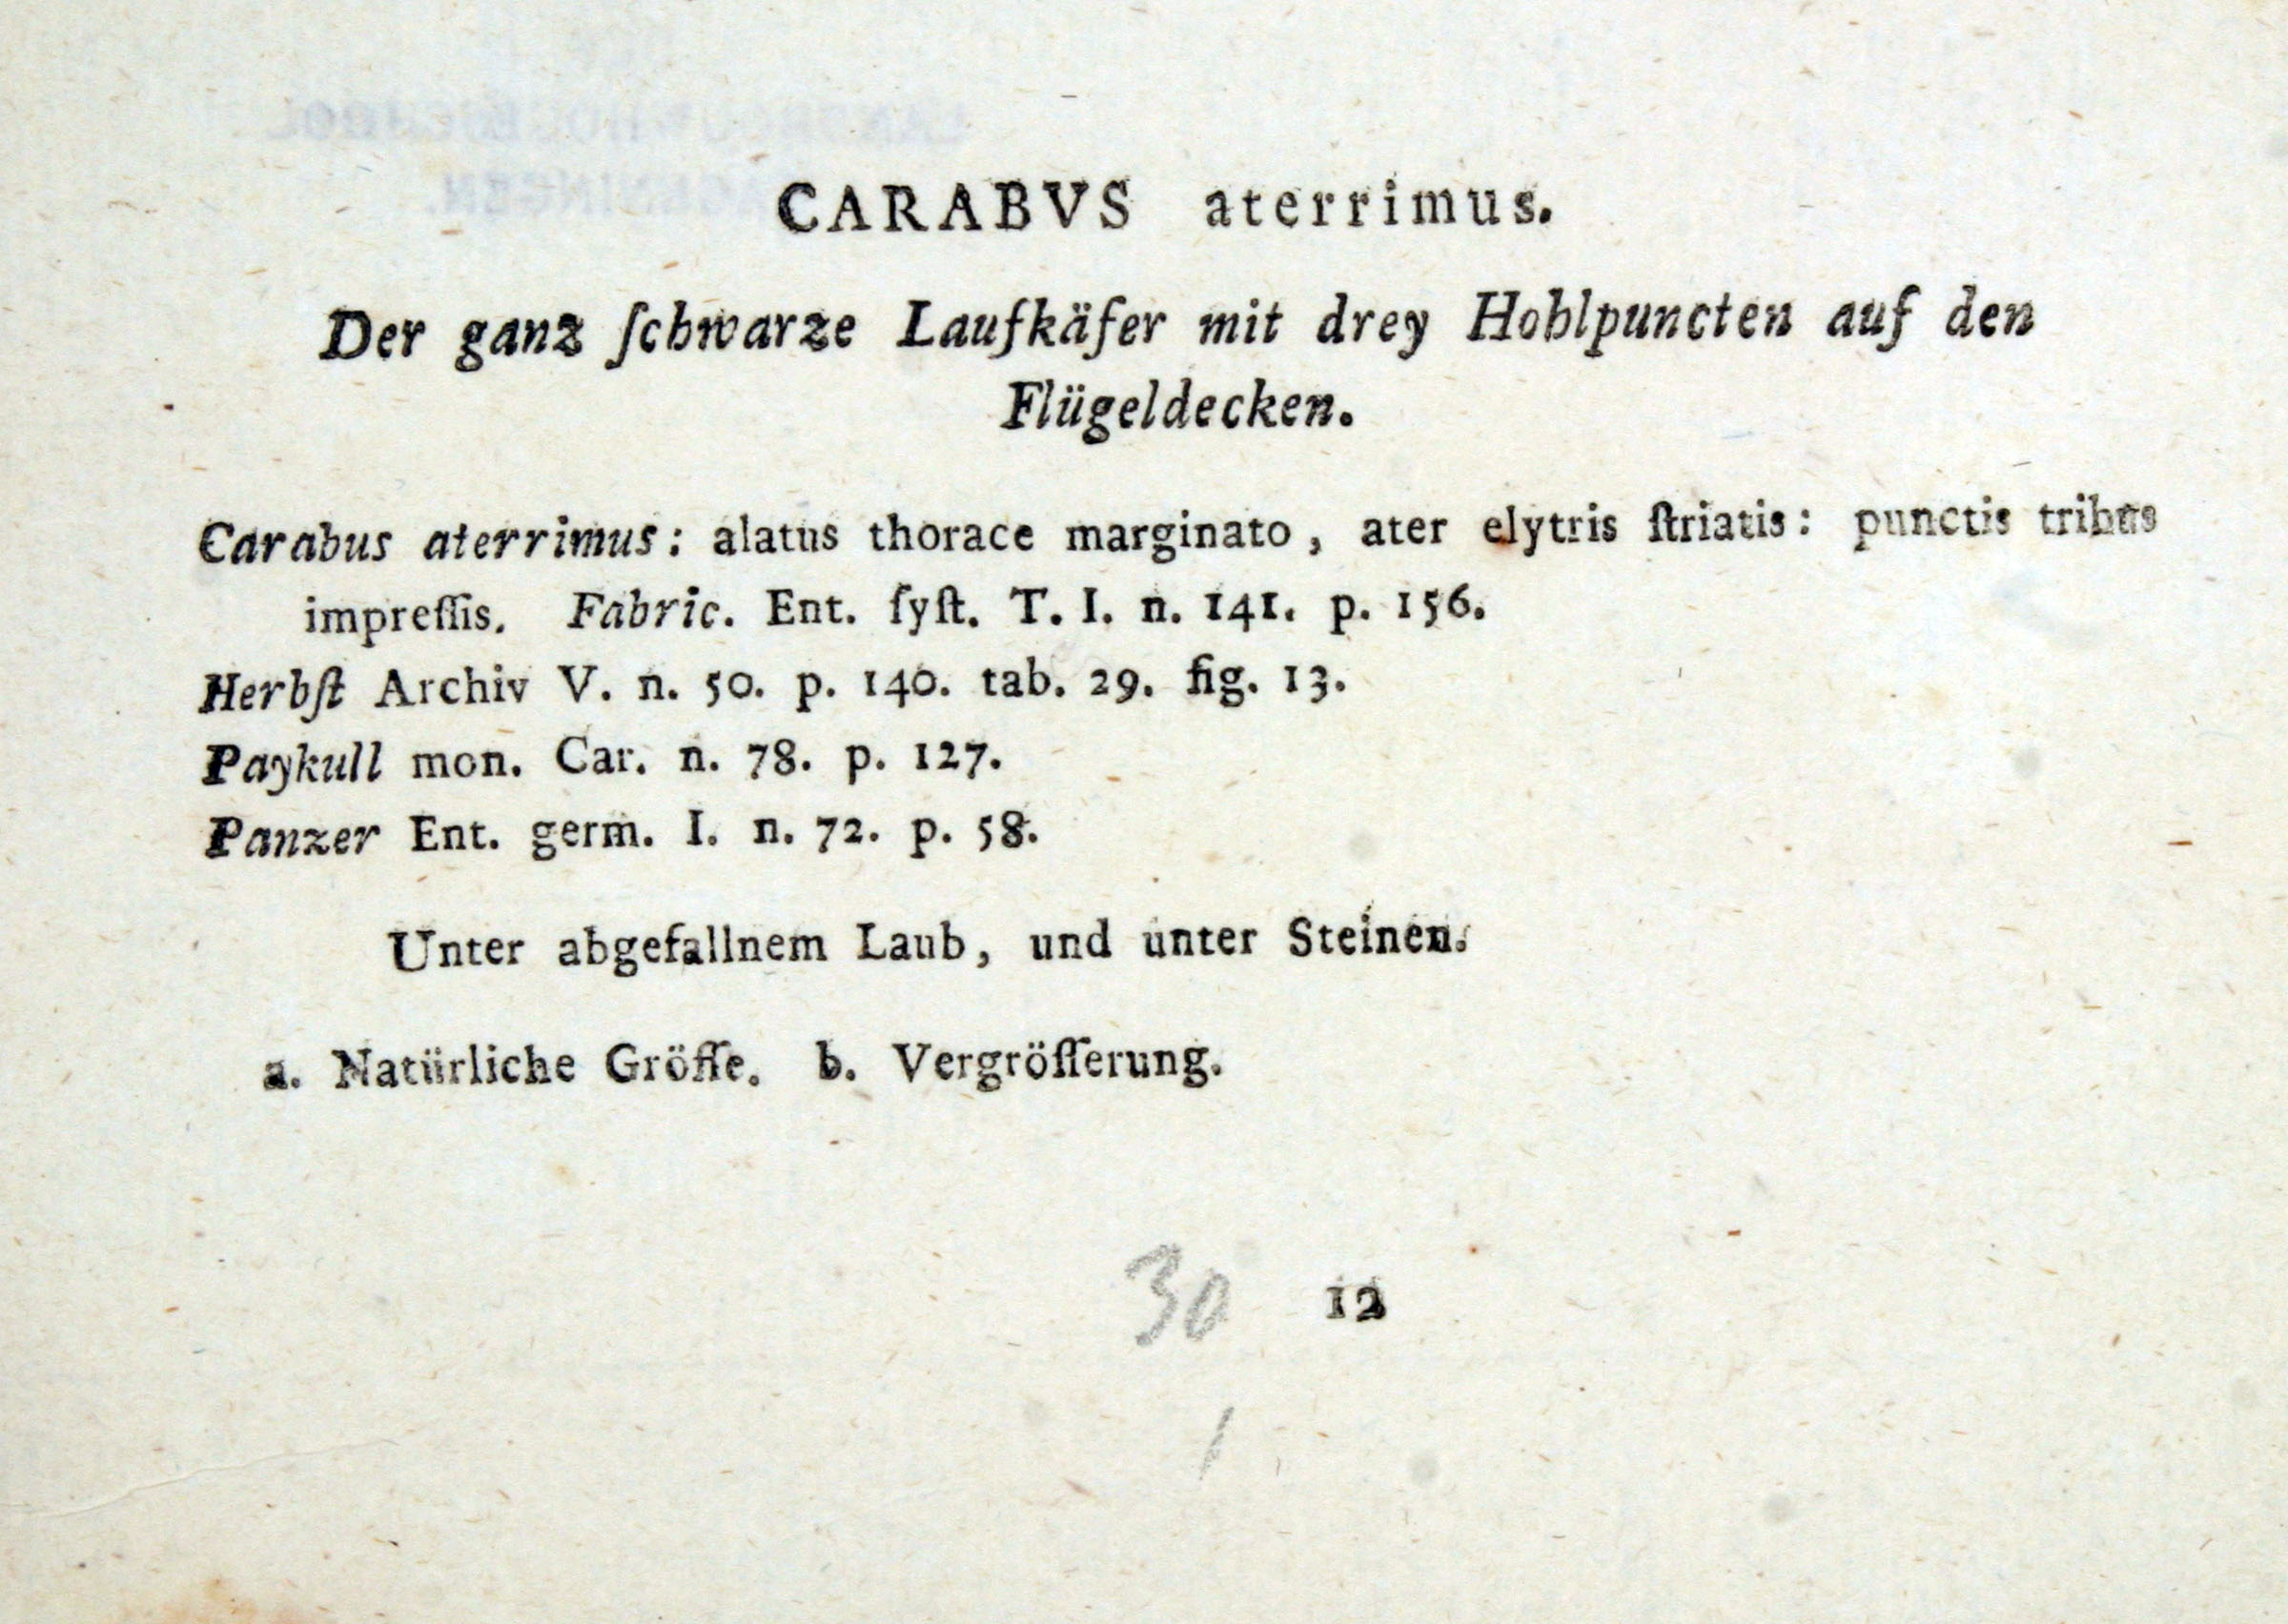 CARABVS aterrimus.
Der ganz ſchwarze Laufkäfer mit drey Hohlpuncten auf den
Flügeldecken.
Carabus aterrimus: alatus thorace marginato, ater elytris ſtriatis: punctis tribus
impreſſis. Fabric. Ent. ſyſt. T. I. n. 141. p. 156.
Herbſt Archiv V. n. 50. p. 140. tab. 29. fig. 13.
Paykull mon. Car. n. 78. p. 127.
Panzer Ent. germ. I. n. 72. p. 58.
Unter abgefallnem Laub, und unter Steinen.
a. Natürliche Gröſſe. b. Vergröſſerung.
30 12
1